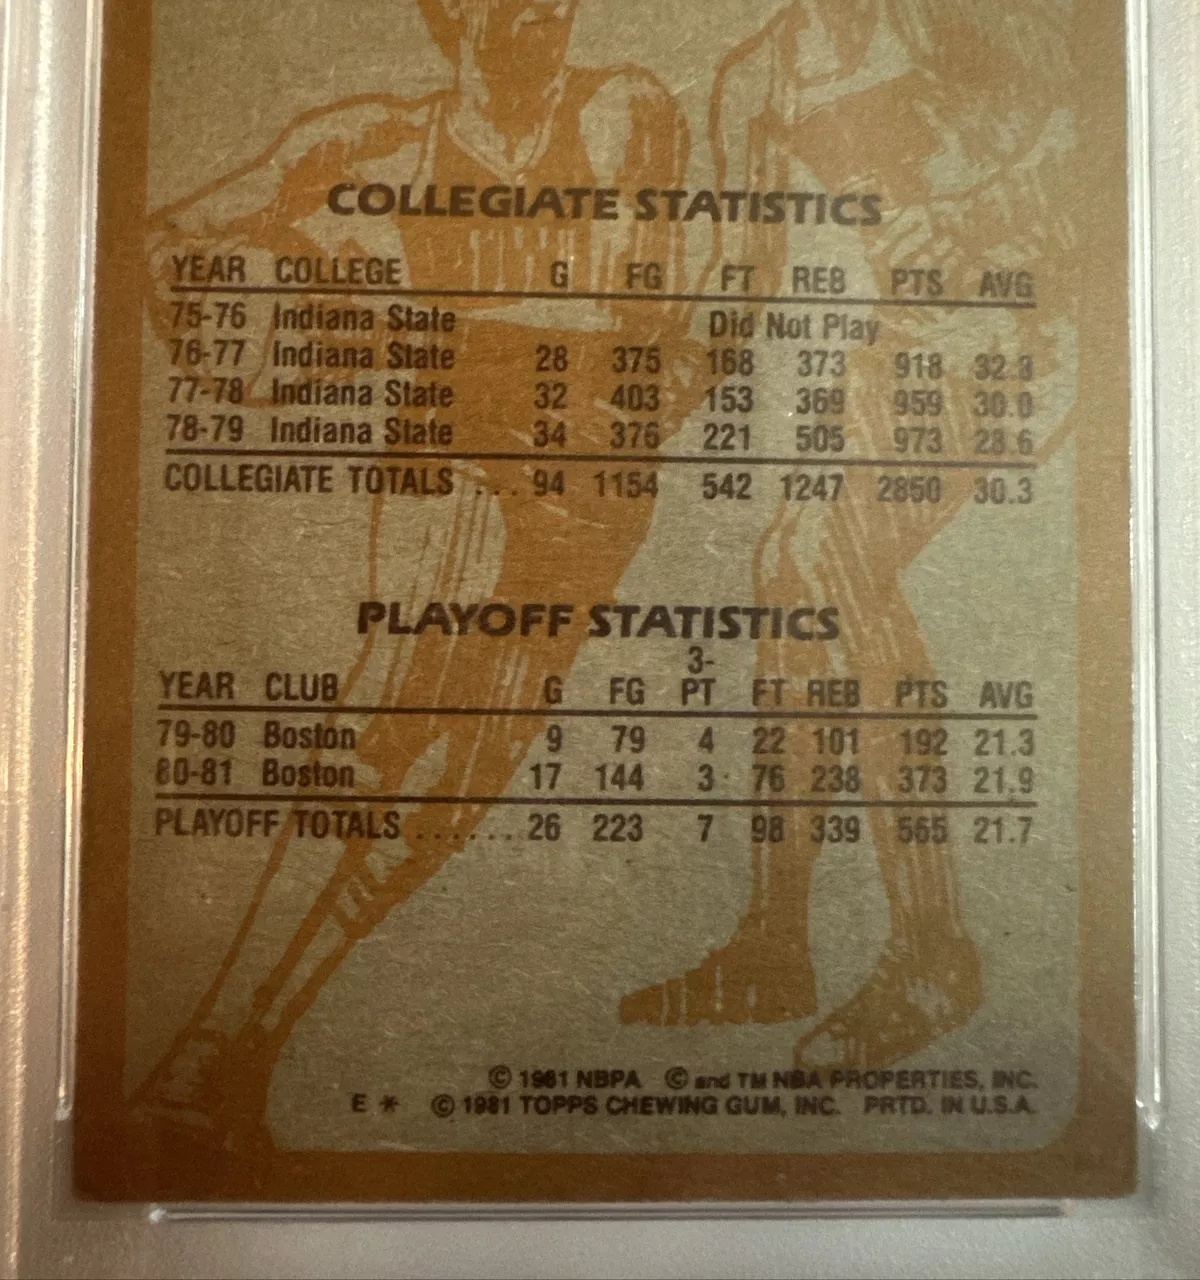 COLLEGIATE STATISTICS
YEAR COLLEGE G FG FT REB PTS AVG
75-76 Indiana State Did Not Play
76-77 Indiana State 28 375 168 373 918 32.8
77-78 Indiana State 32 403 153 369 959 30.0
78-79 Indiana State 34 376 221 505 973 28.6
COLLEGIATE TOTALS ... 94 1154 542 1247 2850 30.3
PLAYOFF STATISTICS
3-
YEAR CLUB G FG PT FT REB PTS AVG
79-80 Boston 9 79 4 22 101 192 21.3
80-81 Boston 17 144 3 76 238 373 21.9
PLAYOFF TOTALS ...... 26 223 7 98 339 565 21.7
© 1981 NBPA © and TM NBA PROPERTIES, INC.
E * © 1981 TOPPS CHEWING GUM, INC. PRTD. IN U.S.A.